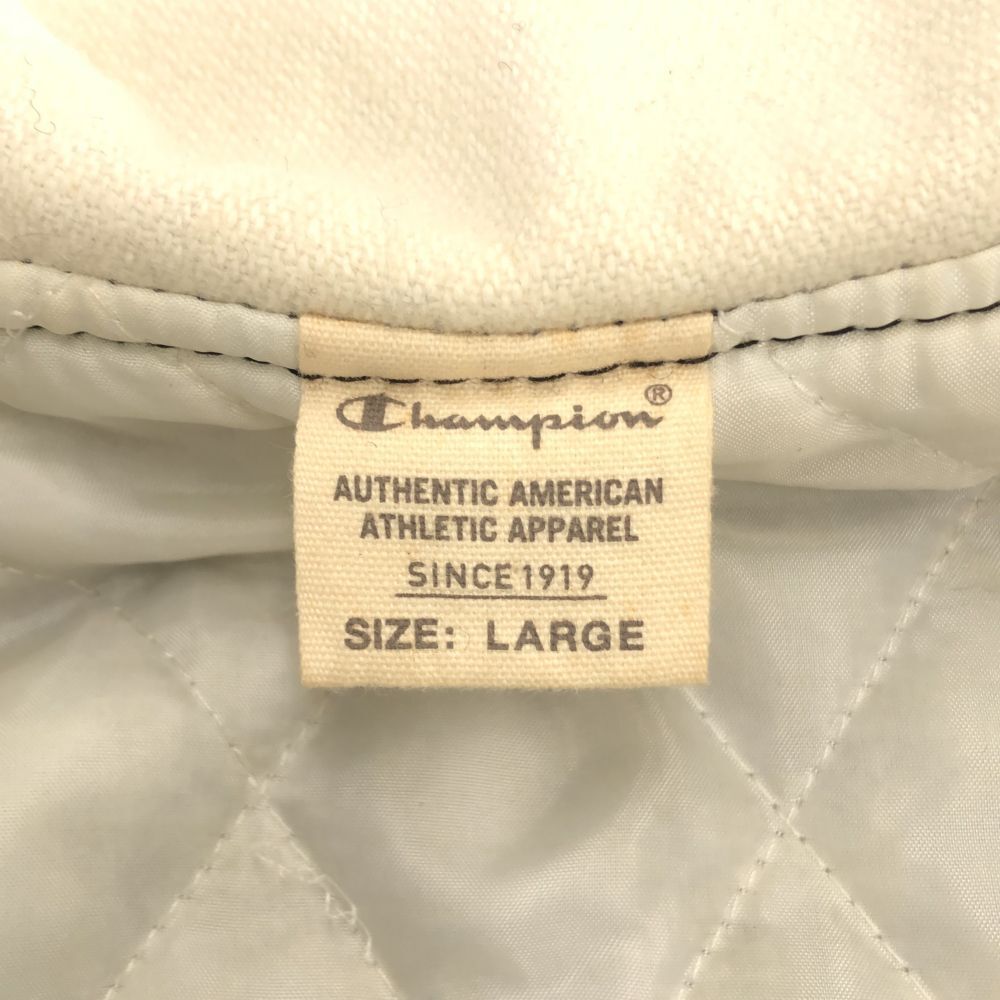 Champion®
AUTHENTIC AMERICAN
ATHLETIC APPAREL
SINCE 1919
SIZE: LARGE